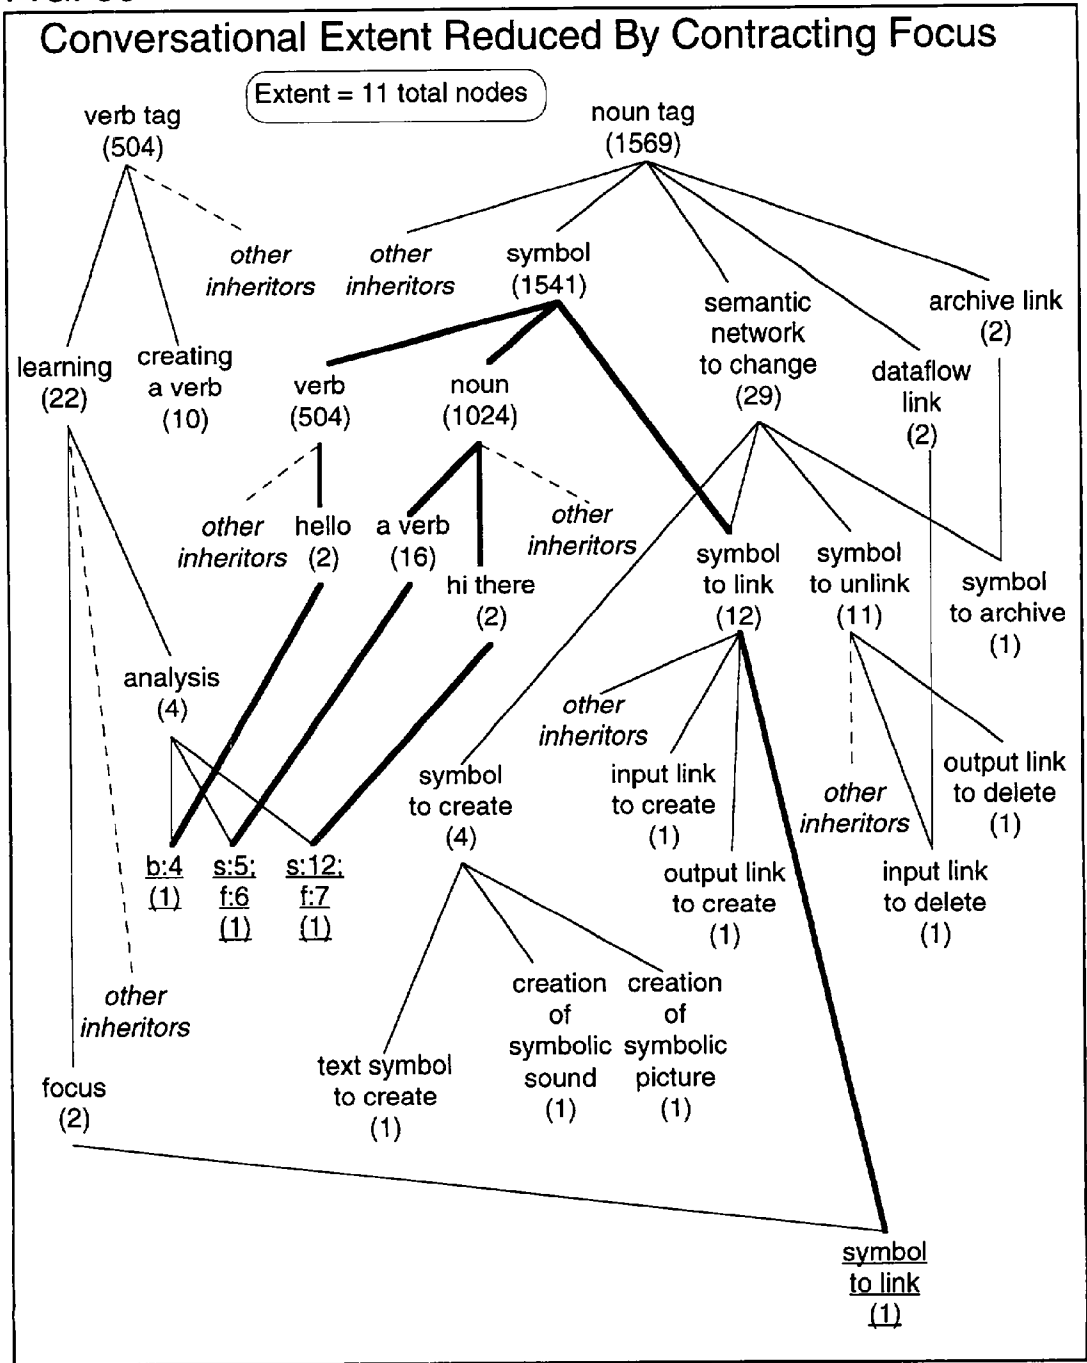 Conversational Extent Reduced By Contracting Focus
Extent = 11 total nodes
verb tag
(504)
noun tag
(1569)
other
inheritors
other
inheritors
symbol
(1541)
semantic
network
to change
(29)
archive link
(2)
learning
(22)
creating
a verb
(10)
verb
(504)
noun
(1024)
dataflow
link
(2)
other
inheritors
hello
(2)
a verb
(16)
hi there
(2)
other
inheritors
symbol
to link
(12)
symbol
to unlink
(11)
symbol
to archive
(1)
analysis
(4)
other
inheritors
symbol
to create
(4)
input link
to create
(1)
output link
to create
(1)
other
inheritors
output link
to delete
(1)
input link
to delete
(1)
b:4
(1)
s:5;
f:6
(1)
s:12;
f:7
(1)
other
inheritors
creation
of
symbolic
sound
(1)
creation
of
symbolic
picture
(1)
text symbol
to create
(1)
focus
(2)
symbol
to link
(1)